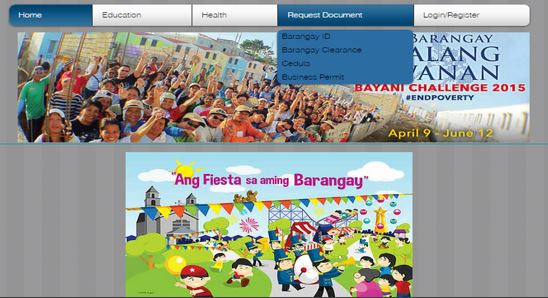 Home
Education
Health
Request Document
Login/Register
Barangay ID
Barangay Clearance
Cedula
Business Permit
BARANGAY
ALANG
YANAN
BAYANI CHALLENGE 2015
#ENDPOVERTY
April 9 - June 12
"Ang Fiesta sa aming Barangay"